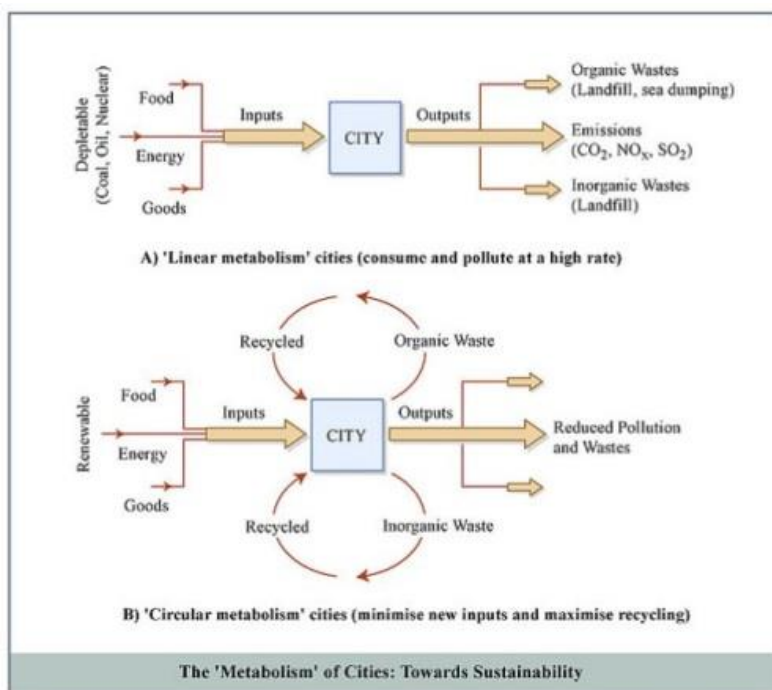 Depletable
(Coal, Oil, Nuclear)
Food
Energy
Goods
Inputs
CITY
Outputs
Organic Wastes
(Landfill, sea dumping)
Emissions
(CO₂, NOₓ, SO₂)
Inorganic Wastes
(Landfill)
A) 'Linear metabolism' cities (consume and pollute at a high rate)
Recycled
Organic Waste
Renewable
Food
Energy
Goods
Inputs
CITY
Outputs
Reduced Pollution
and Wastes
Recycled
Inorganic Waste
B) 'Circular metabolism' cities (minimise new inputs and maximise recycling)
The 'Metabolism' of Cities: Towards Sustainability